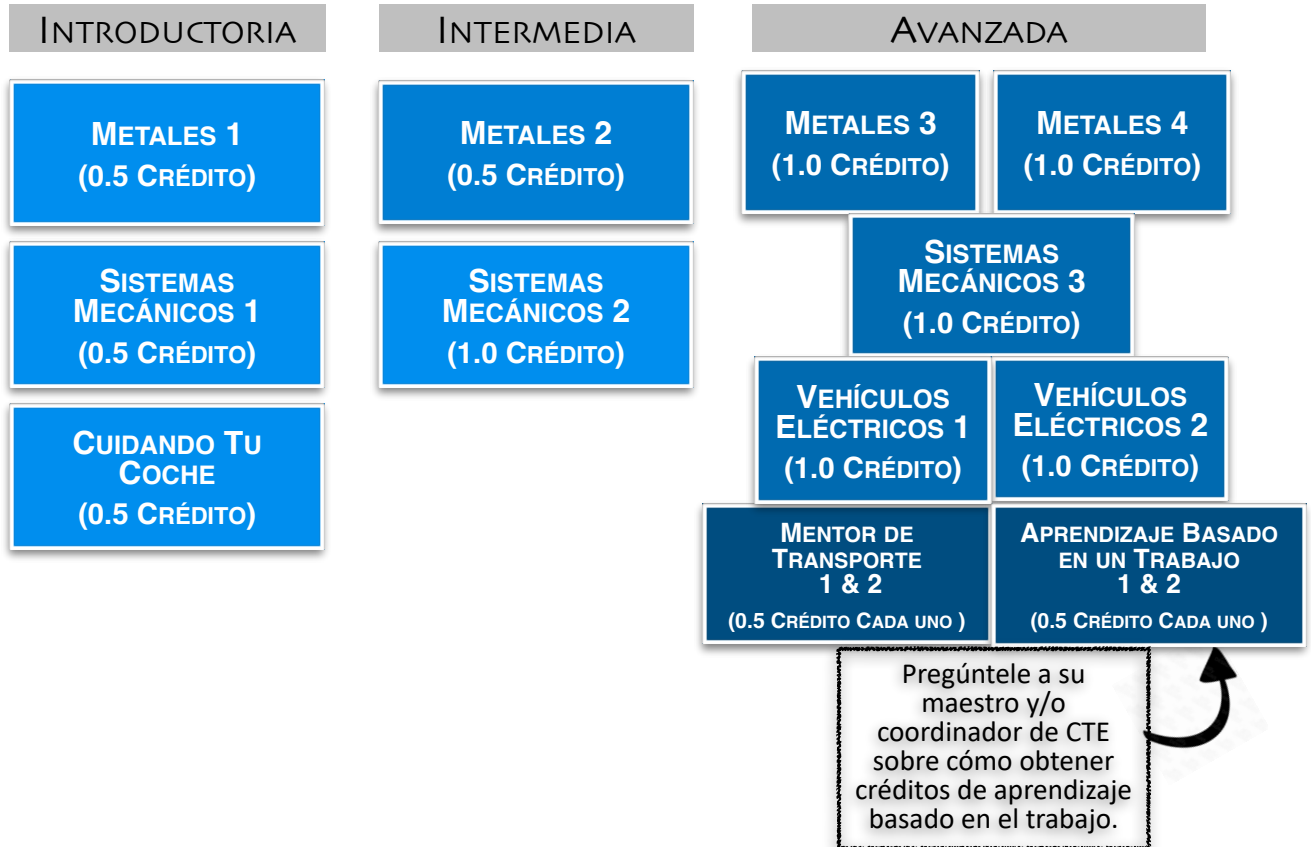 Introductoria
Intermedia
Avanzada
Metales 1
(0.5 Crédito)
Metales 2
(0.5 Crédito)
Metales 3
(1.0 Crédito)
Metales 4
(1.0 Crédito)
Sistemas
Mecánicos 1
(0.5 Crédito)
Sistemas
Mecánicos 2
(1.0 Crédito)
Sistemas
Mecánicos 3
(1.0 Crédito)
Cuidando Tu
Coche
(0.5 Crédito)
Vehículos
Eléctricos 1
(1.0 Crédito)
Vehículos
Eléctricos 2
(1.0 Crédito)
Mentor de
Transporte
1 & 2
(0.5 Crédito Cada uno )
Aprendizaje Basado
en un Trabajo
1 & 2
(0.5 Crédito Cada uno )
Pregúntele a su
maestro y/o
coordinador de CTE
sobre cómo obtener
créditos de aprendizaje
basado en el trabajo.